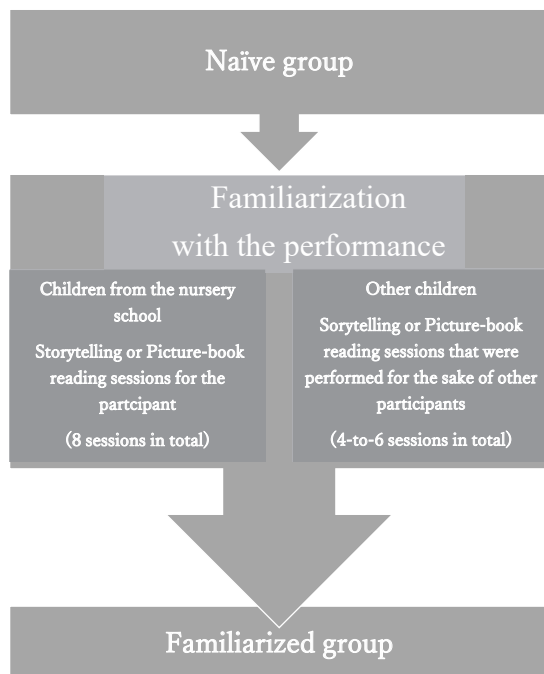 Naïve group
Familiarization
with the performance
Children from the nursery
school
Storytelling or Picture-book
reading sessions for the
partcipant
(8 sessions in total)
Other children
Sorytelling or Picture-book
reading sessions that were
performed for the sake of other
participants
(4-to-6 sessions in total)
Familiarized group